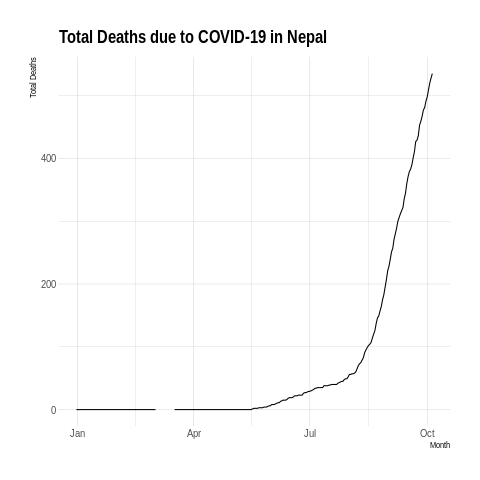 Total Deaths due to COVID-19 in Nepal
Total Deaths
400
200
0
Jan Apr Jul Oct
Month